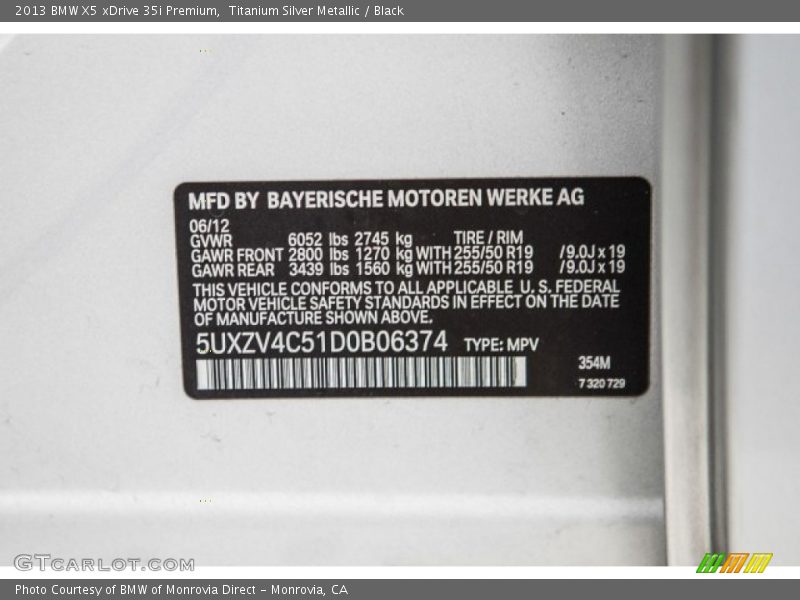 2013 BMW X5 xDrive 35i Premium,  Titanium Silver Metallic / Black
MFD BY BAYERISCHE MOTOREN WERKE AG
06/12
GVWR 6052 lbs 2745 kg TIRE / RIM
GAWR FRONT 2800 lbs 1270 kg WITH 255/50 R19 /9.0J x 19
GAWR REAR 3439 lbs 1560 kg WITH 255/50 R19 /9.0J x 19
THIS VEHICLE CONFORMS TO ALL APPLICABLE U. S. FEDERAL
MOTOR VEHICLE SAFETY STANDARDS IN EFFECT ON THE DATE
OF MANUFACTURE SHOWN ABOVE.
5UXZV4C51D0B06374 TYPE: MPV
354M
7 320 729
GTCARLOT.COM
Photo Courtesy of BMW of Monrovia Direct - Monrovia, CA